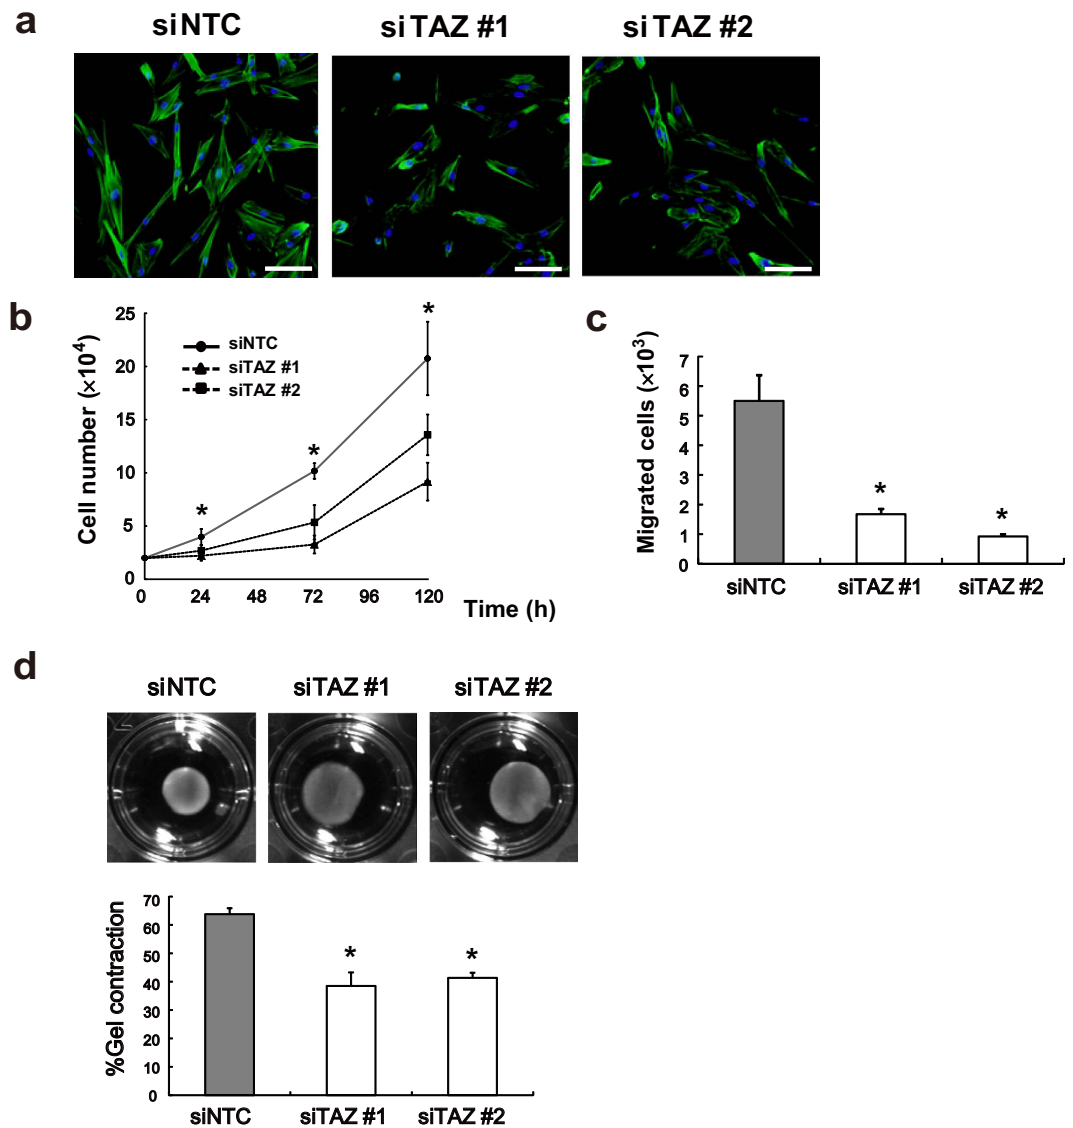 a
siNTC
siTAZ #1
siTAZ #2
b
Cell number (×10⁴)
25
20
15
10
5
0
siNTC
siTAZ #1
siTAZ #2
*
*
*
0 24 48 72 96 120
Time (h)
c
Migrated cells (×10³)
7
6
5
4
3
2
1
0
*
*
siNTC siTAZ #1 siTAZ #2
d
siNTC siTAZ #1 siTAZ #2
%Gel contraction
70
60
50
40
30
20
10
0
*
*
siNTC siTAZ #1 siTAZ #2